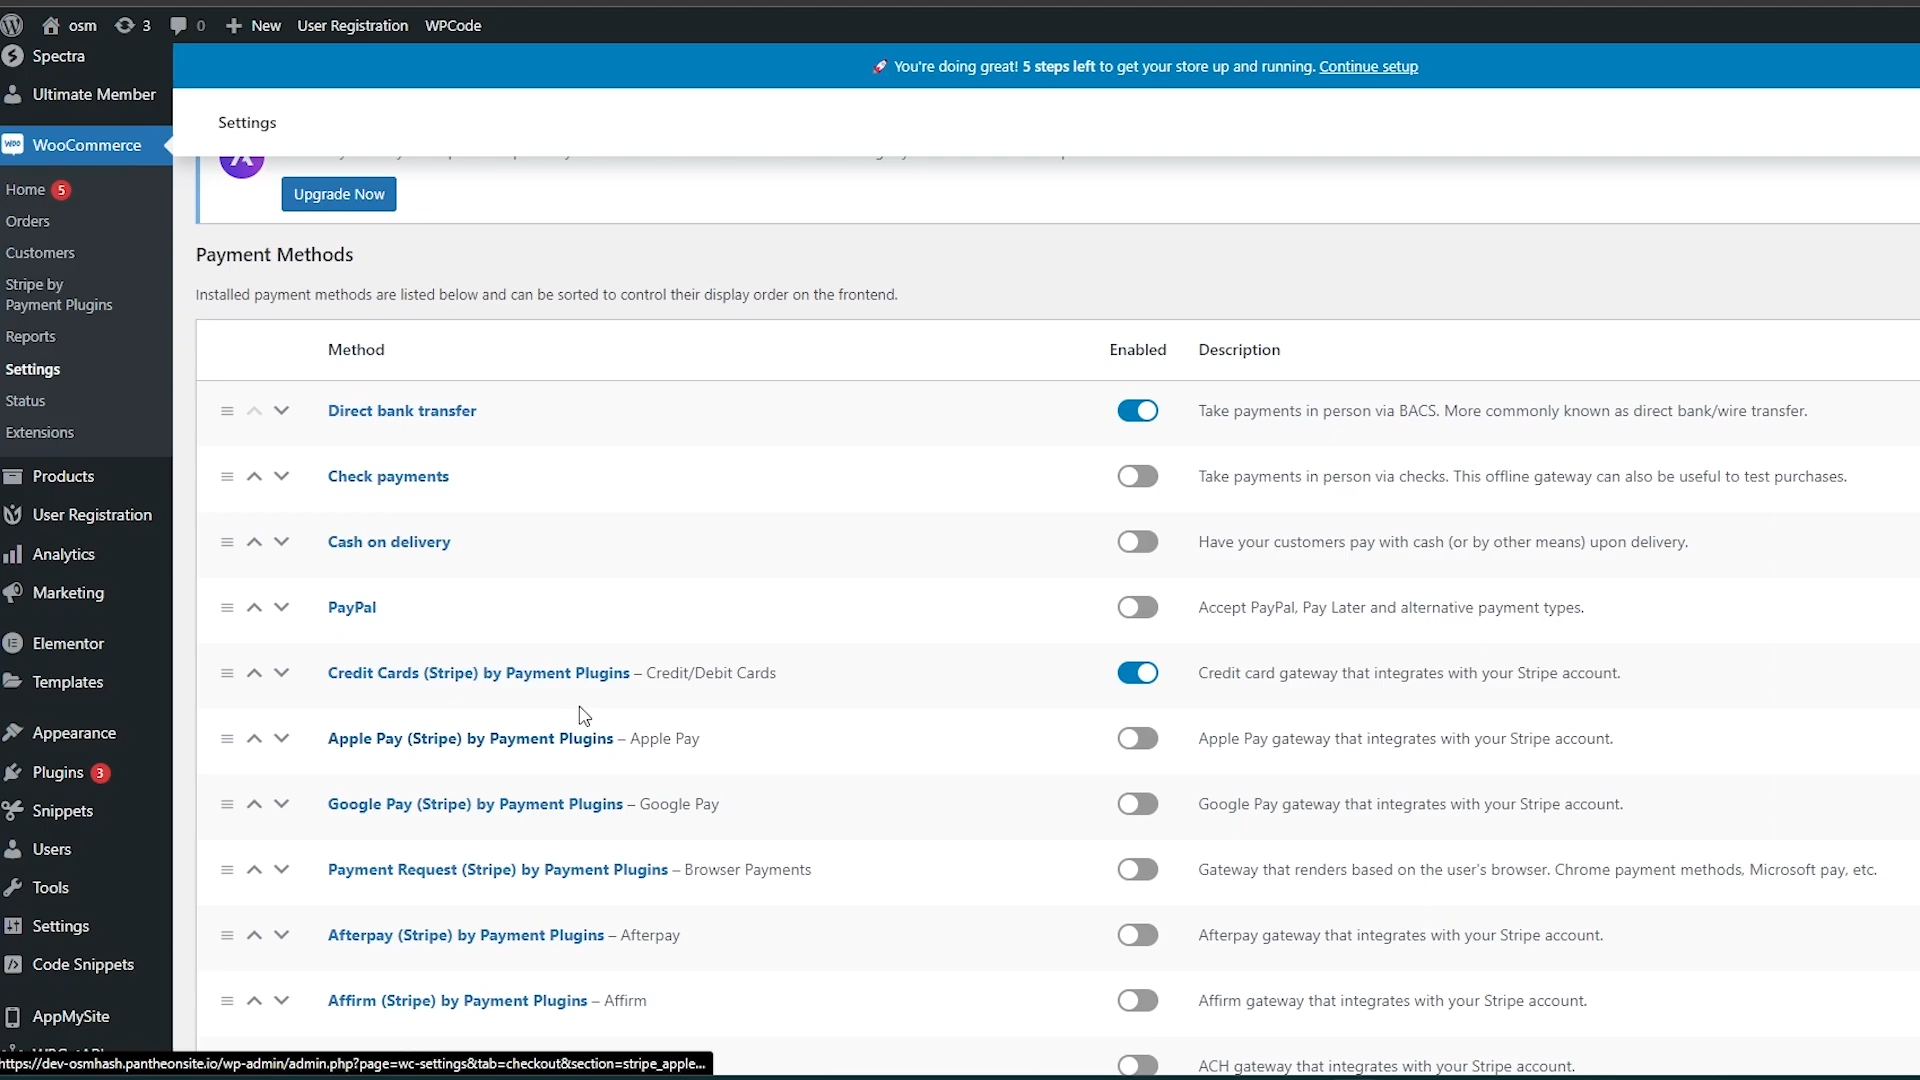 osm 3 0 New User Registration WPCode
Spectra
Ultimate Member
WooCommerce
Home 5
Orders
Customers
Stripe by
Payment Plugins
Reports
Settings
Status
Extensions
Products
User Registration
Analytics
Marketing
Elementor
Templates
Appearance
Plugins 3
Snippets
Users
Tools
Settings
Code Snippets
AppMySite
You're doing great! 5 steps left to get your store up and running. Continue setup
Settings
Upgrade Now
Payment Methods
Installed payment methods are listed below and can be sorted to control their display order on the frontend.
Method Enabled Description
Direct bank transfer Take payments in person via BACS. More commonly known as direct bank/wire transfer.
Check payments Take payments in person via checks. This offline gateway can also be useful to test purchases.
Cash on delivery Have your customers pay with cash (or by other means) upon delivery.
PayPal Accept PayPal, Pay Later and alternative payment types.
Credit Cards (Stripe) by Payment Plugins – Credit/Debit Cards Credit card gateway that integrates with your Stripe account.
Apple Pay (Stripe) by Payment Plugins – Apple Pay Apple Pay gateway that integrates with your Stripe account.
Google Pay (Stripe) by Payment Plugins – Google Pay Google Pay gateway that integrates with your Stripe account.
Payment Request (Stripe) by Payment Plugins – Browser Payments Gateway that renders based on the user's browser. Chrome payment methods, Microsoft pay, etc.
Afterpay (Stripe) by Payment Plugins – Afterpay Afterpay gateway that integrates with your Stripe account.
Affirm (Stripe) by Payment Plugins – Affirm Affirm gateway that integrates with your Stripe account.
ACH gateway that integrates with your Stripe account.
https://dev-osmhash.pantheonsite.io/wp-admin/admin.php?page=wc-settings&tab=checkout&section=stripe_apple...